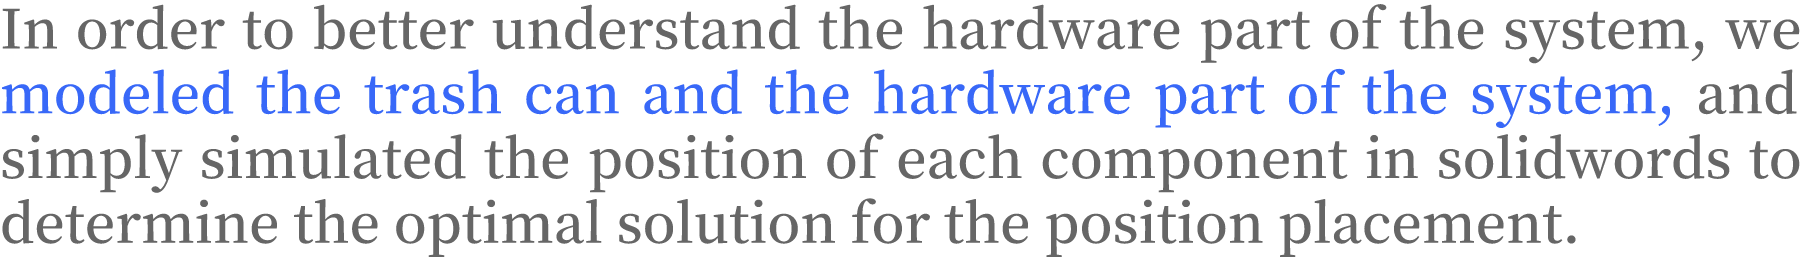 In order to better understand the hardware part of the system, we
modeled the trash can and the hardware part of the system, and
simply simulated the position of each component in solidwords to
determine the optimal solution for the position placement.